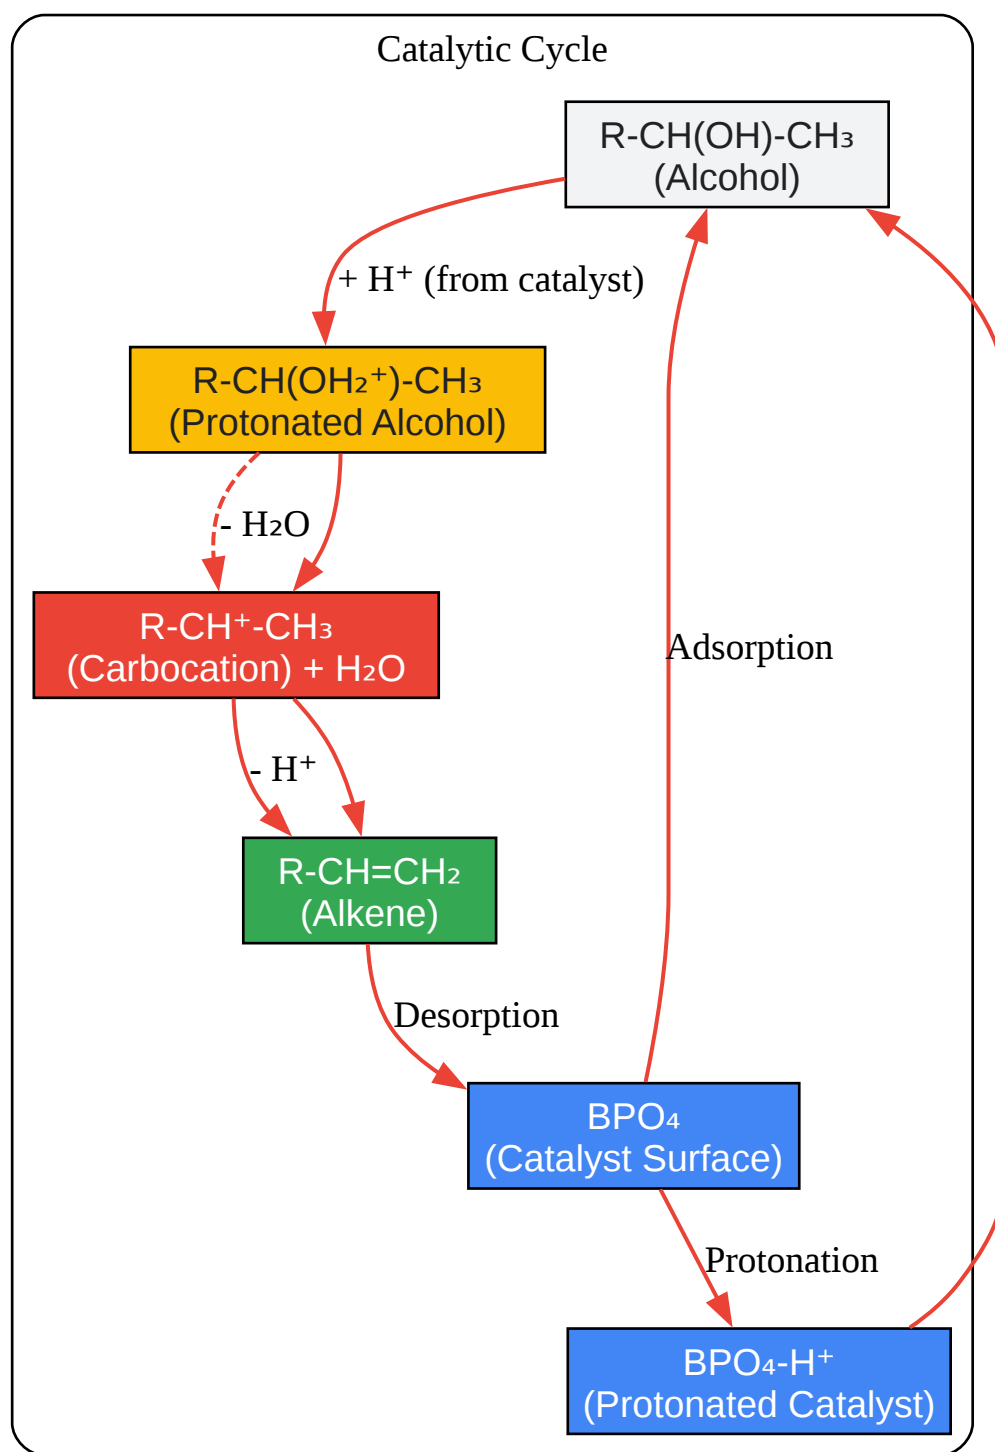 Catalytic Cycle
R-CH(OH)-CH₃
(Alcohol)
+ H⁺ (from catalyst)
R-CH(OH₂⁺)-CH₃
(Protonated Alcohol)
- H₂O
R-CH⁺-CH₃
(Carbocation) + H₂O
Adsorption
- H⁺
R-CH=CH₂
(Alkene)
Desorption
BPO₄
(Catalyst Surface)
Protonation
BPO₄-H⁺
(Protonated Catalyst)